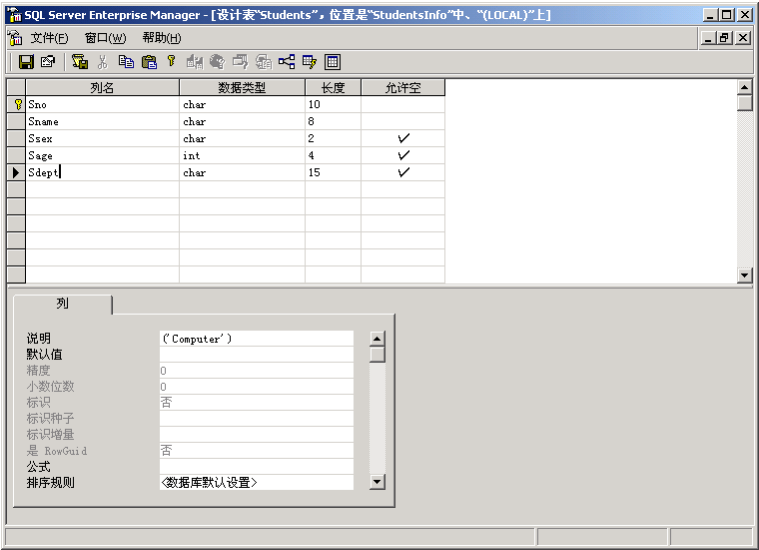 SQL Server Enterprise Manager - [设计表“Students”，位置是“StudentsInfo”中、“(LOCAL)”上]
文件(F) 窗口(W) 帮助(H)
列名 数据类型 长度 允许空
Sno char 10
Sname char 8
Ssex char 2
Sage int 4
Sdept char 15
列
说明 ('Computer')
默认值
精度 0
小数位数 0
标识 否
标识种子
标识增量
是 RowGuid 否
公式
排序规则 <数据库默认设置>